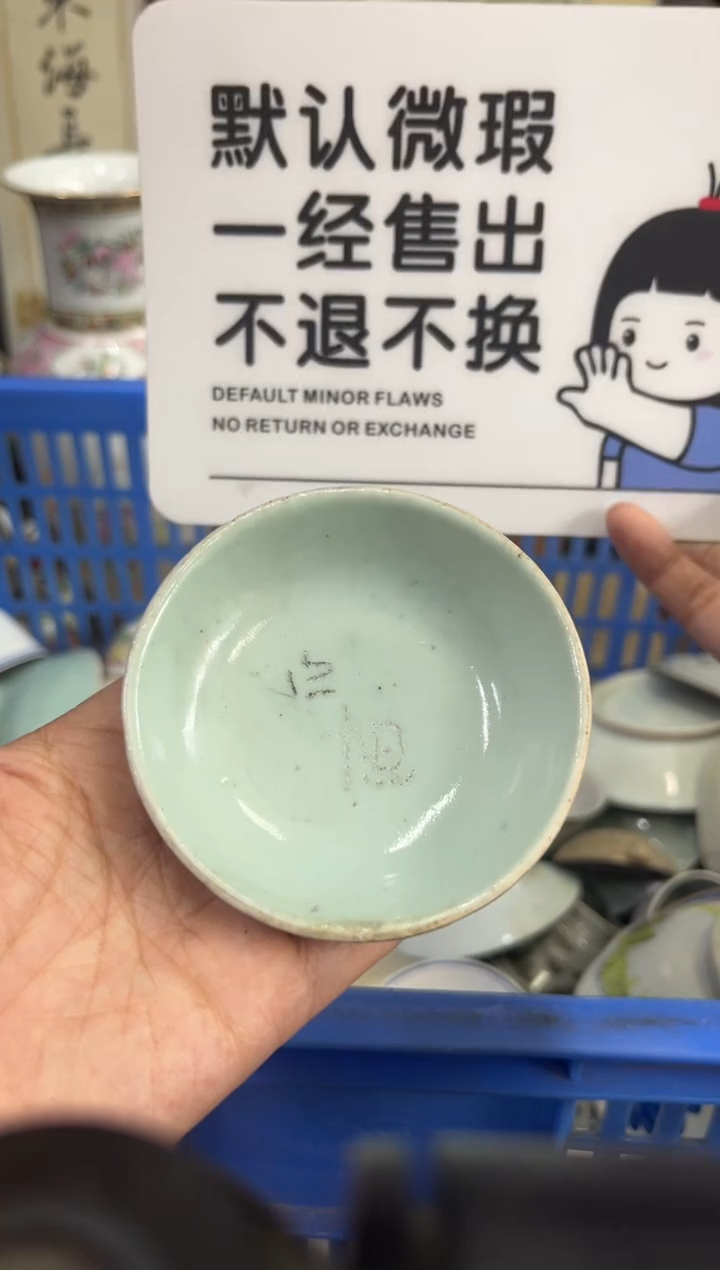 默认微瑕
一经售出
不退不换
DEFAULT MINOR FLAWS
NO RETURN OR EXCHANGE